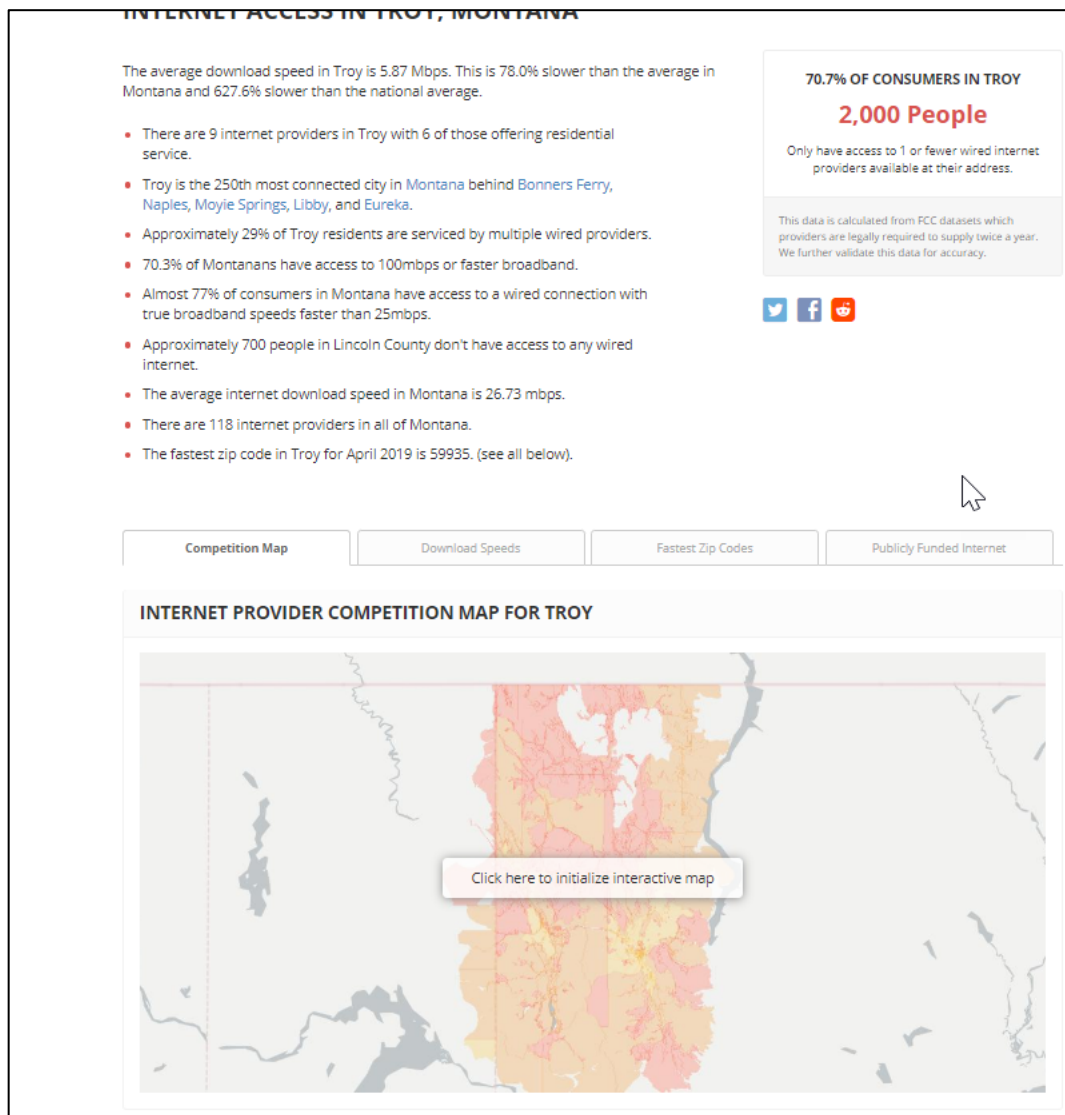 INTERNET ACCESS IN TROY, MONTANA
The average download speed in Troy is 5.87 Mbps. This is 78.0% slower than the average in
Montana and 627.6% slower than the national average.
• There are 9 internet providers in Troy with 6 of those offering residential
service.
• Troy is the 250th most connected city in Montana behind Bonners Ferry,
Naples, Moyie Springs, Libby, and Eureka.
• Approximately 29% of Troy residents are serviced by multiple wired providers.
• 70.3% of Montanans have access to 100mbps or faster broadband.
• Almost 77% of consumers in Montana have access to a wired connection with
true broadband speeds faster than 25mbps.
• Approximately 700 people in Lincoln County don't have access to any wired
internet.
• The average internet download speed in Montana is 26.73 mbps.
• There are 118 internet providers in all of Montana.
• The fastest zip code in Troy for April 2019 is 59935. (see all below).
70.7% OF CONSUMERS IN TROY
2,000 People
Only have access to 1 or fewer wired internet
providers available at their address.
This data is calculated from FCC datasets which
providers are legally required to supply twice a year.
We further validate this data for accuracy.
Competition Map
Download Speeds
Fastest Zip Codes
Publicly Funded Internet
INTERNET PROVIDER COMPETITION MAP FOR TROY
Click here to initialize interactive map